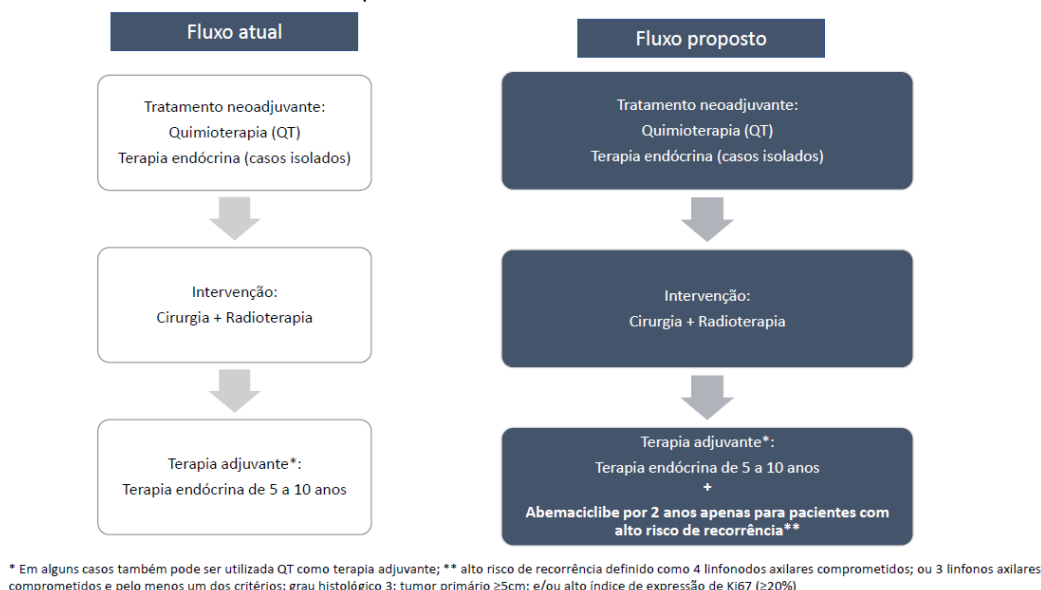 Fluxo atual
Fluxo proposto
Tratamento neoadjuvante:
Quimioterapia (QT)
Terapia endócrina (casos isolados)
Tratamento neoadjuvante:
Quimioterapia (QT)
Terapia endócrina (casos isolados)
Intervenção:
Cirurgia + Radioterapia
Intervenção:
Cirurgia + Radioterapia
Terapia adjuvante*:
Terapia endócrina de 5 a 10 anos
Terapia adjuvante*:
Terapia endócrina de 5 a 10 anos
+
Abemaciclibe por 2 anos apenas para pacientes com
alto risco de recorrência**
* Em alguns casos também pode ser utilizada QT como terapia adjuvante; ** alto risco de recorrência definido como 4 linfonodos axilares comprometidos; ou 3 linfonos axilares
comprometidos e pelo menos um dos critérios: grau histológico 3; tumor primário ≥5cm; e/ou alto índice de expressão de Ki67 (≥20%)